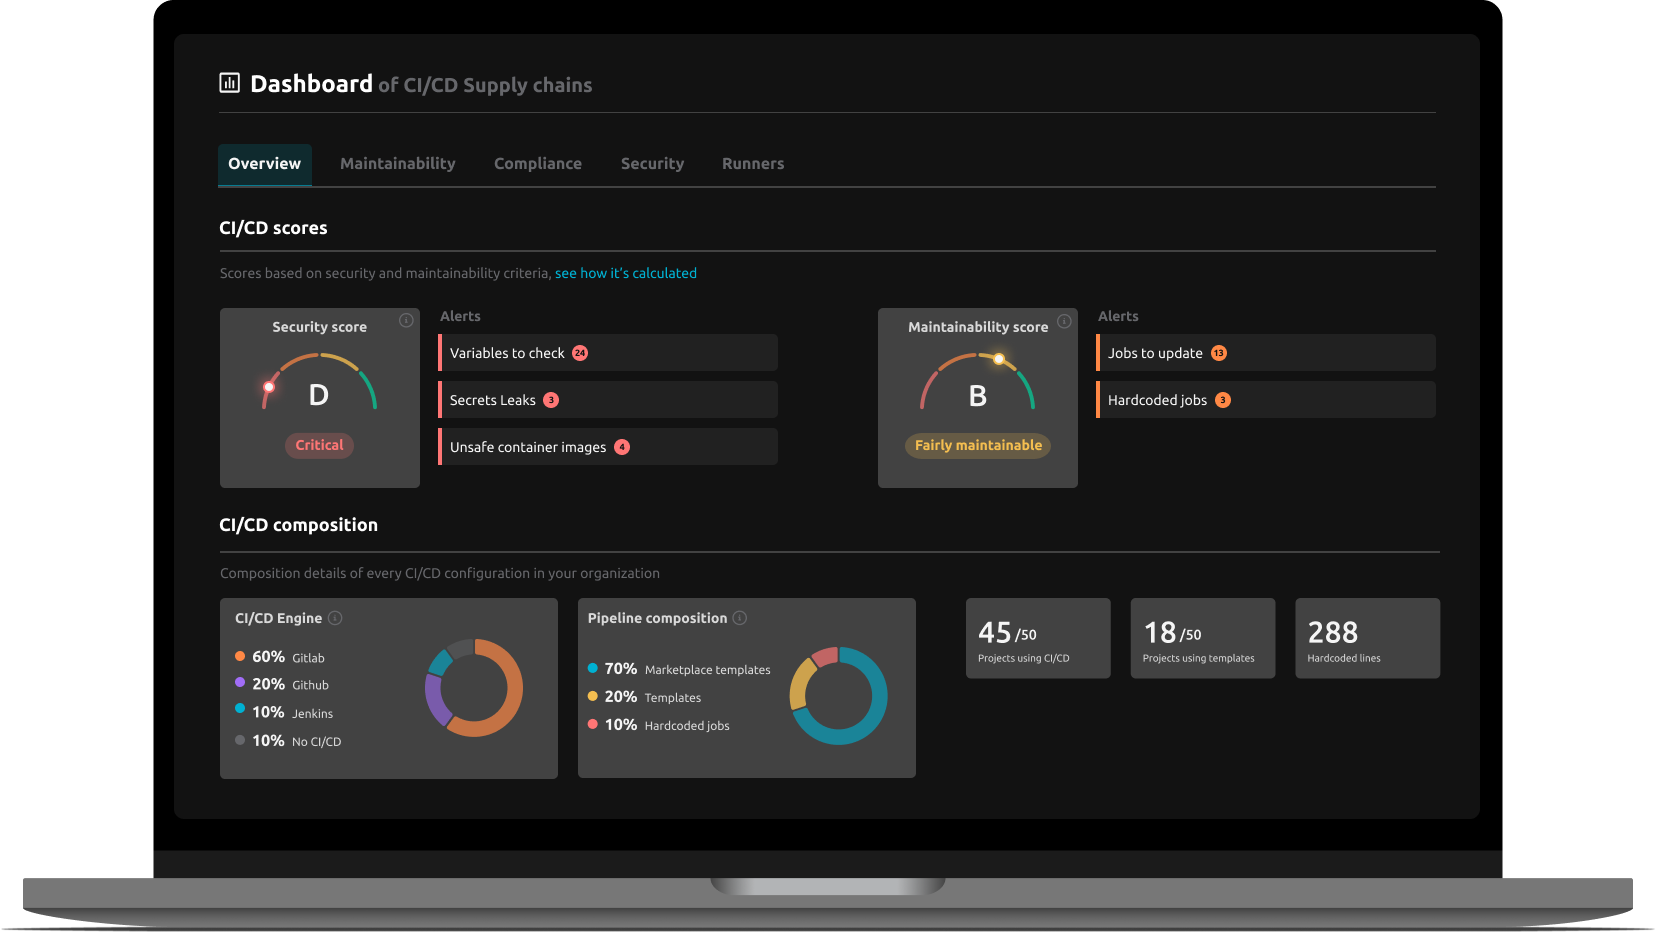 Dashboard of CI/CD Supply chains
Overview Maintainability Compliance Security Runners
CI/CD scores
Scores based on security and maintainability criteria, see how it's calculated
Security score
D
Critical
Alerts
Variables to check 24
Secrets Leaks 3
Unsafe container images 4
Maintainability score
B
Fairly maintainable
Alerts
Jobs to update 13
Hardcoded jobs 3
CI/CD composition
Composition details of every CI/CD configuration in your organization
CI/CD Engine
60% Gitlab
20% Github
10% Jenkins
10% No CI/CD
Pipeline composition
70% Marketplace templates
20% Templates
10% Hardcoded jobs
45/50
Projects using CI/CD
18/50
Projects using templates
288
Hardcoded lines